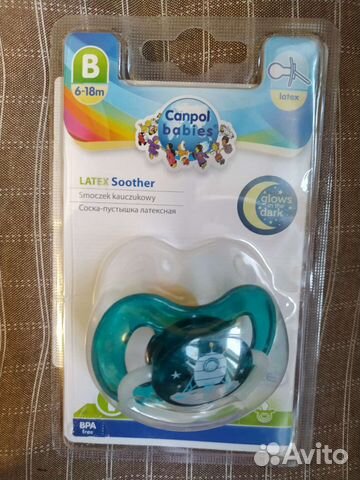 B
6-18m
Canpol
babies
latex
LATEX Soother
Smoczek kauczukowy
Соска-пустышка латексная
glows
in the
dark
BPA
free
Avito